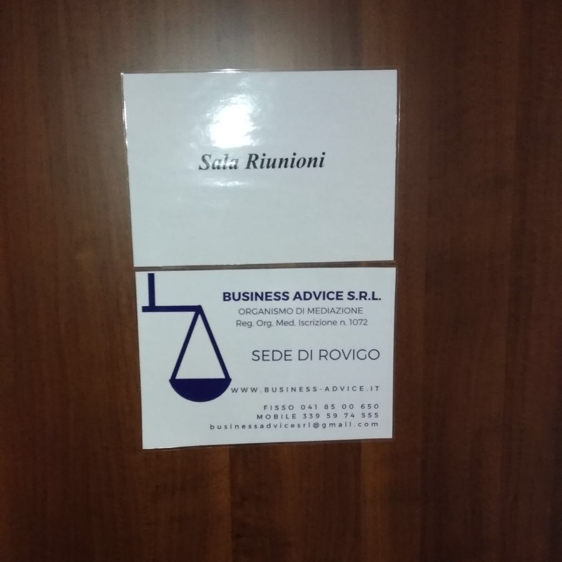 Sala Riunioni
BUSINESS ADVICE S.R.L.
ORGANISMO DI MEDIAZIONE
Reg. Org. Med. Iscrizione n. 1072
SEDE DI ROVIGO
WWW.BUSINESS-ADVICE.IT
FISSO 041 85 00 650
MOBILE 339 59 74 555
businessadvicesrl@gmail.com